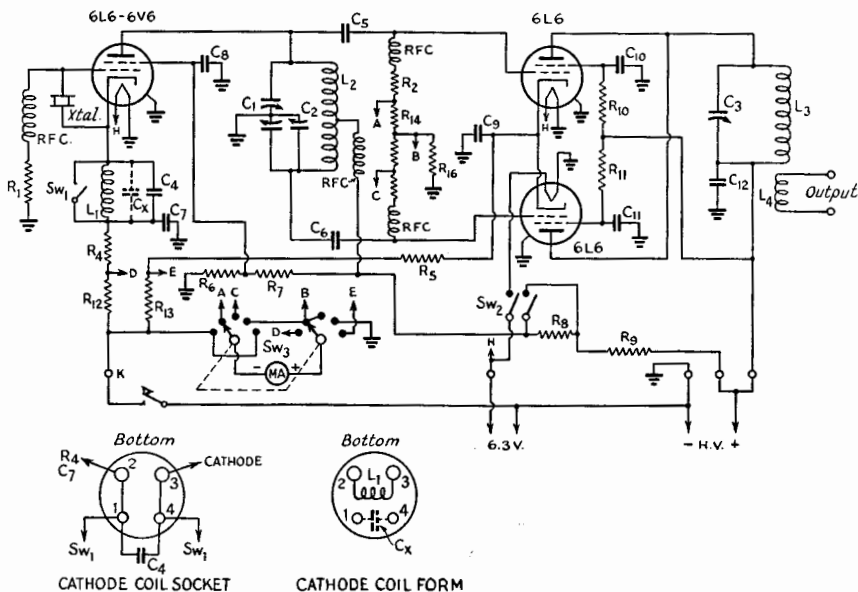 6L6-6V6
C5
6L6
C8
RFC
C10
L2
R2
Xtal.
H
C1
C2
A
R14
C9
H
R10
C3
L3
RFC.
B
R16
Sw1
L1
Cx
C4
RFC
C
R11
R1
C7
C6
RFC
C11
C12
L4
Output
6L6
R4
D
E
R5
R12
R13
R6
R7
A C
B
E
Sw2
D
Sw3
R8
R9
H
- MA +
K
6.3V.
- H.V. +
Bottom
Bottom
R4
C7
CATHODE
2
3
2
L1
3
1
4
1
4
Sw1
C4
Sw1
Cx
CATHODE COIL SOCKET
CATHODE COIL FORM